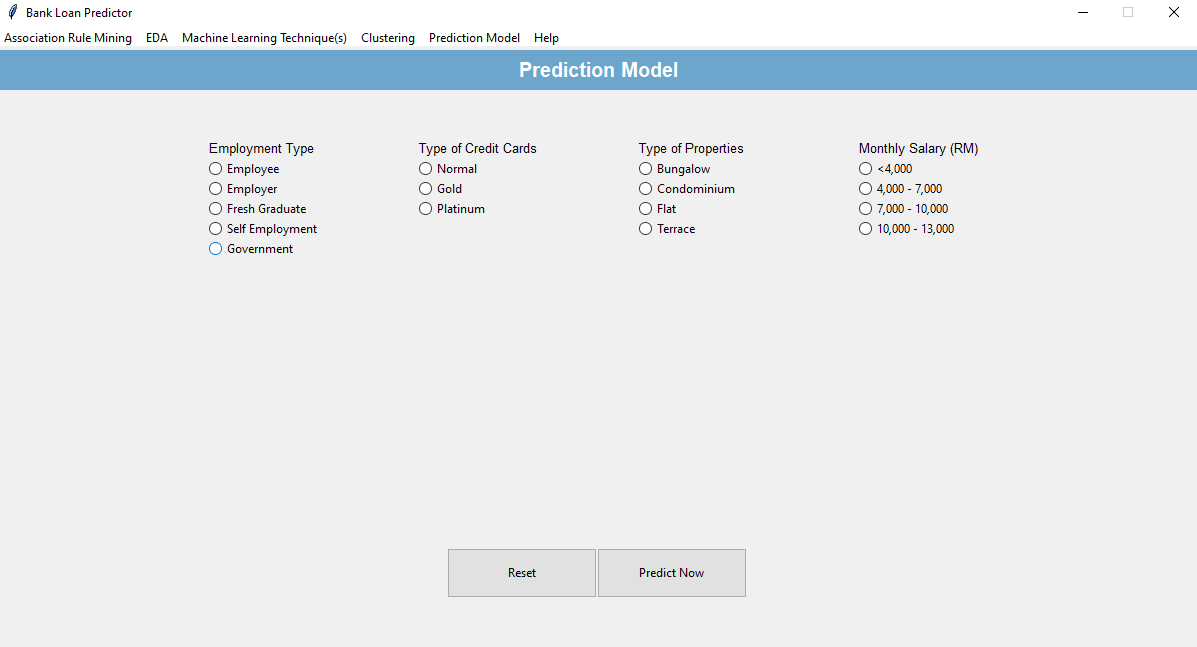 Bank Loan Predictor
Association Rule Mining EDA Machine Learning Technique(s) Clustering Prediction Model Help
Prediction Model
Employment Type
Employee
Employer
Fresh Graduate
Self Employment
Government
Type of Credit Cards
Normal
Gold
Platinum
Type of Properties
Bungalow
Condominium
Flat
Terrace
Monthly Salary (RM)
<4,000
4,000 - 7,000
7,000 - 10,000
10,000 - 13,000
Reset
Predict Now